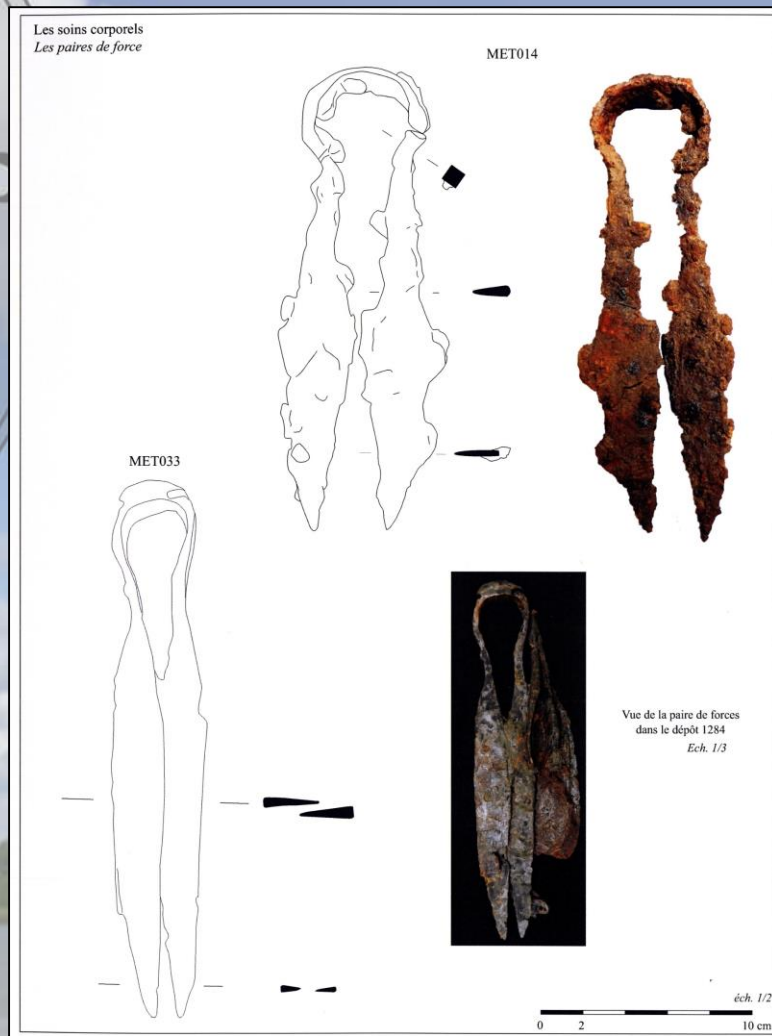 Les soins corporels
Les paires de force
MET014
MET033
Vue de la paire de forces
dans le dépôt 1284
Ech. 1/3
éch. 1/2
0 2 10 cm